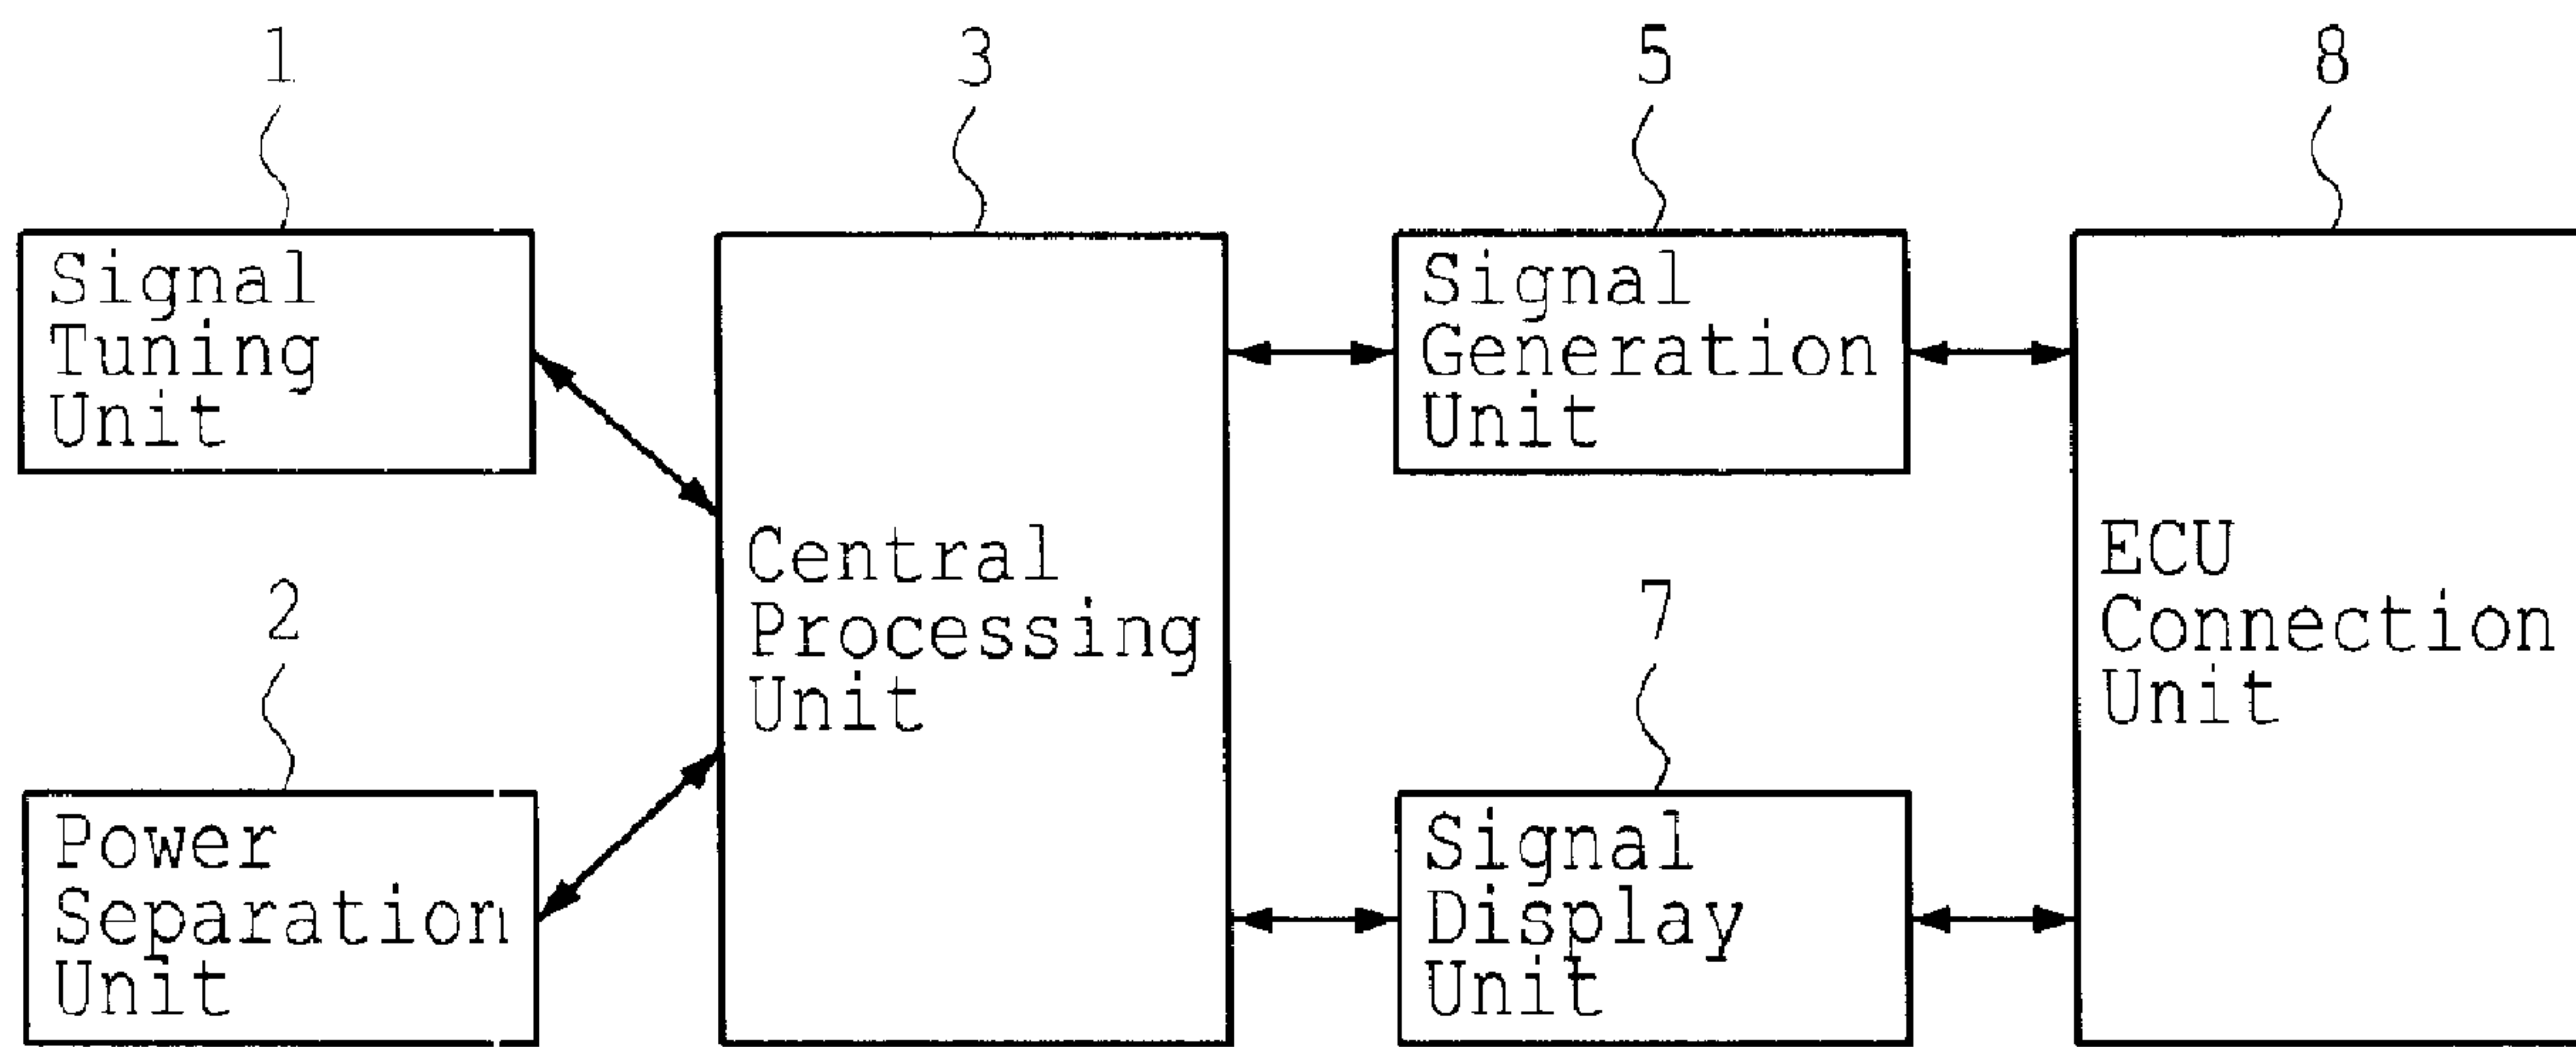 1
3
5
8
Signal
Tuning
Unit
Signal
Generation
Unit
Central
Processing
Unit
ECU
Connection
Unit
2
7
Power
Separation
Unit
Signal
Display
Unit